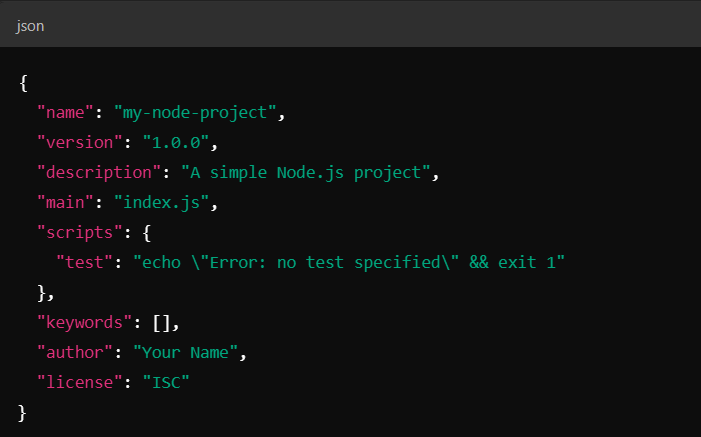 json
{
  "name": "my-node-project",
  "version": "1.0.0",
  "description": "A simple Node.js project",
  "main": "index.js",
  "scripts": {
    "test": "echo \"Error: no test specified\" && exit 1"
  },
  "keywords": [],
  "author": "Your Name",
  "license": "ISC"
}